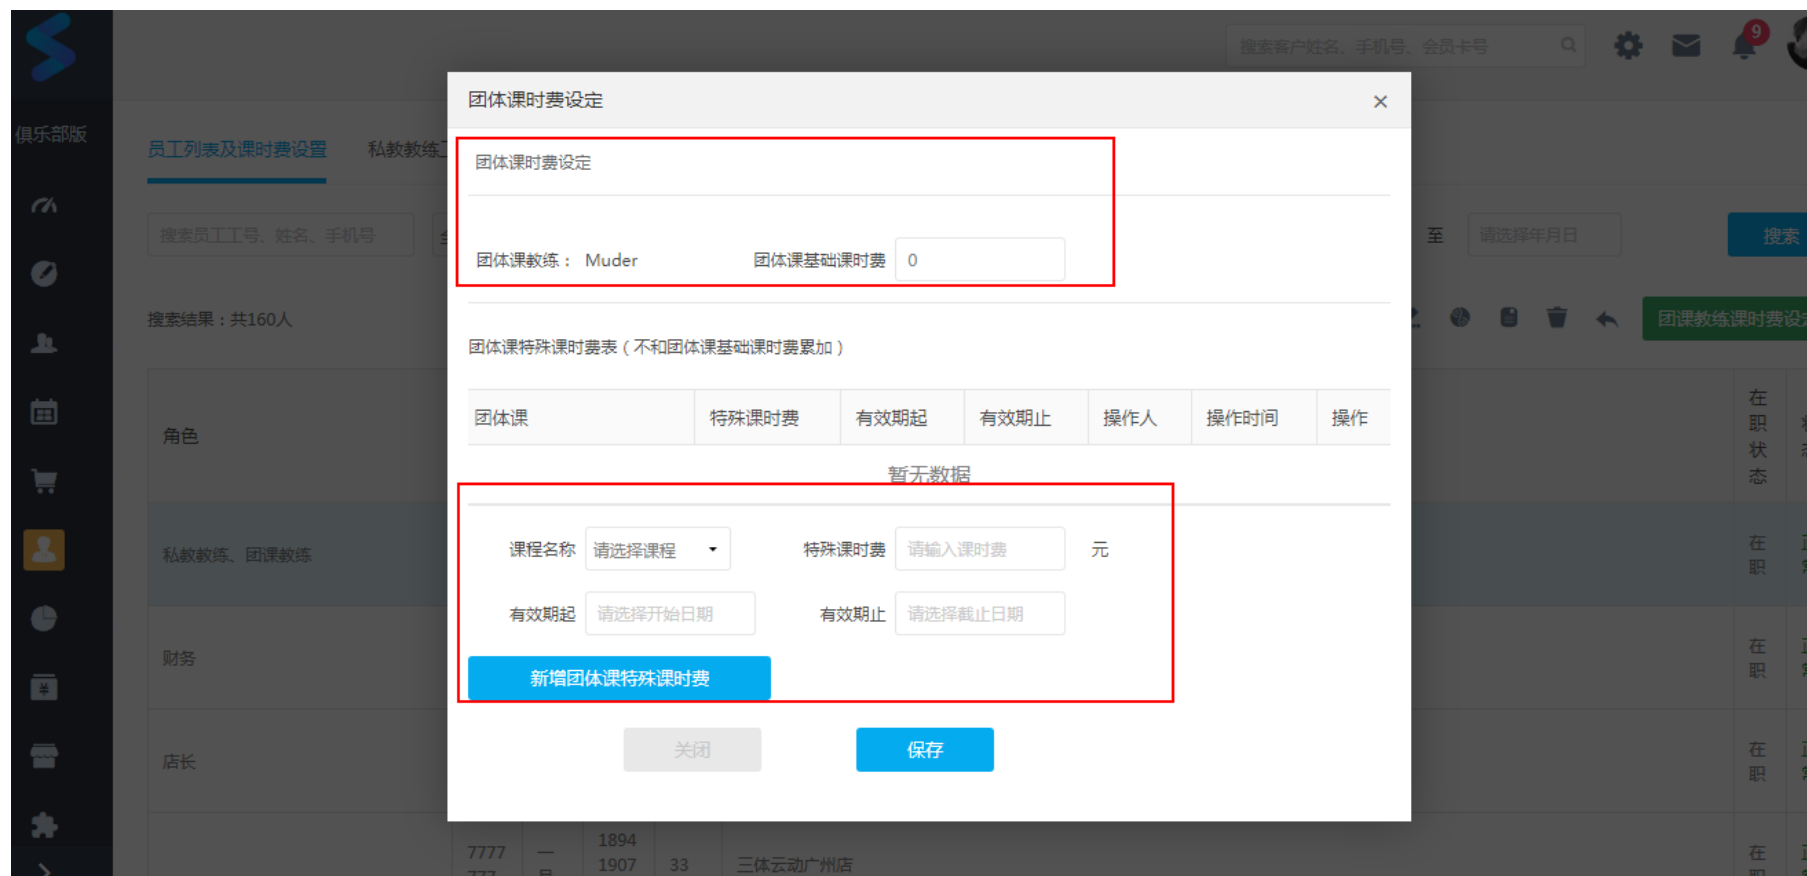 搜索客户姓名、手机号、会员卡号
9
俱乐部版
团体课时费设定
×
员工列表及课时费设置
私教教练
团体课时费设定
搜索员工工号、姓名、手机号
至
请选择年月日
搜索
团体课教练： Muder
团体课基础课时费
0
搜索结果：共160人
团课教练课时费设
团体课特殊课时费表（不和团体课基础课时费累加）
角色
在职状态
团体课
特殊课时费
有效期起
有效期止
操作人
操作时间
操作
暂无数据
课程名称
请选择课程
特殊课时费
请输入课时费
元
私教教练、团课教练
在职
有效期起
请选择开始日期
有效期止
请选择截止日期
财务
在职
新增团体课特殊课时费
关闭
保存
店长
在职
7777
一
1894
1907
33
三体云动广州店
在